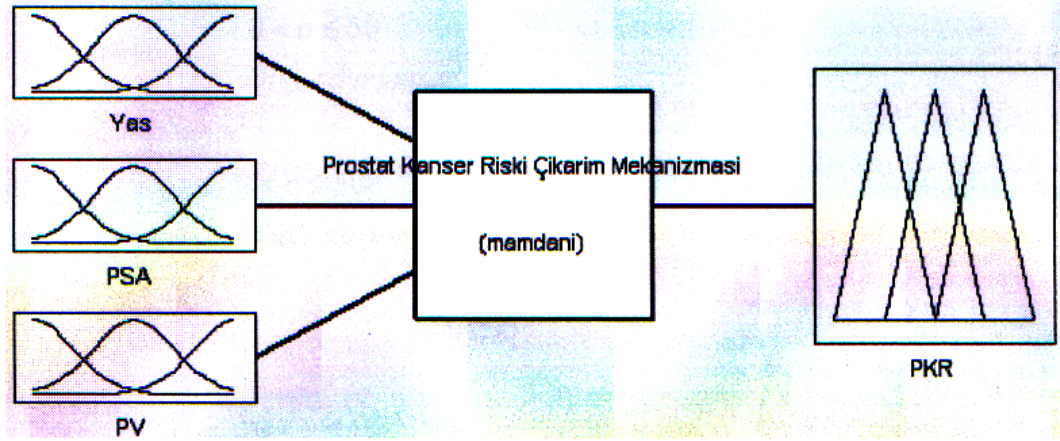 Yas
PSA
PV
Prostat Kanser Riski Çikarim Mekanizmasi
(mamdani)
PKR